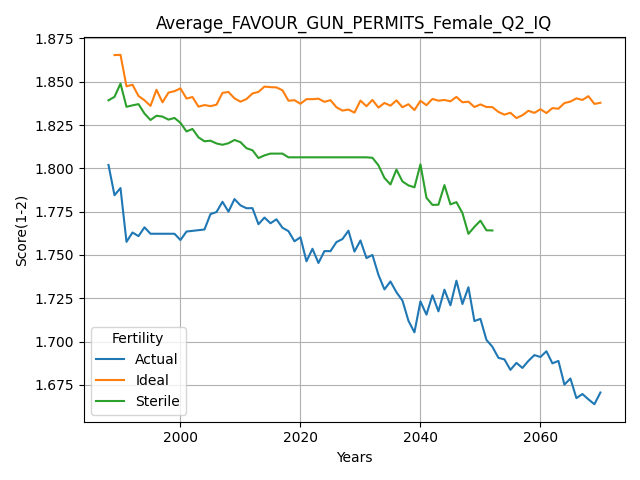 Average_FAVOUR_GUN_PERMITS_Female_Q2_IQ
1.875
1.850
1.825
1.800
1.775
1.750
1.725
1.700
1.675
Score(1-2)
Fertility
Actual
Ideal
Sterile
2000 2020 2040 2060
Years